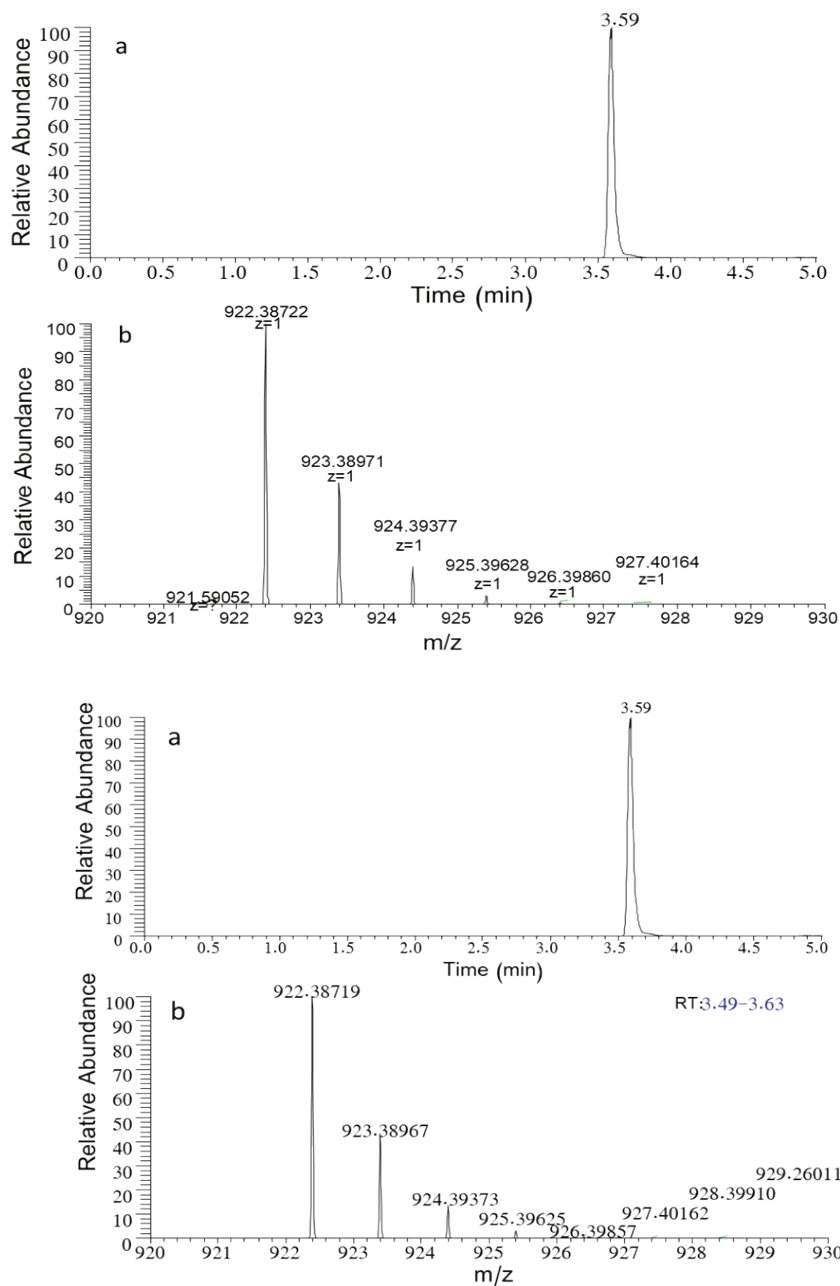 3.59
a
Relative Abundance
100
90
80
70
60
50
40
30
20
10
0
0.0 0.5 1.0 1.5 2.0 2.5 3.0 3.5 4.0 4.5 5.0
Time (min)
922.38722
z=1
b
Relative Abundance
100
90
80
70
60
50
40
30
20
10
0
923.38971
z=1
924.39377
z=1
925.39628
z=1
926.39860
z=1
927.40164
z=1
921.59052
z=?
920 921 922 923 924 925 926 927 928 929 930
m/z
3.59
a
Relative Abundance
100
90
80
70
60
50
40
30
20
10
0
0.0 0.5 1.0 1.5 2.0 2.5 3.0 3.5 4.0 4.5 5.0
Time (min)
922.38719
b
RT:3.49-3.63
Relative Abundance
100
90
80
70
60
50
40
30
20
10
0
923.38967
924.39373
925.39625
926.39857
927.40162
928.39910
929.26011
920 921 922 923 924 925 926 927 928 929 930
m/z